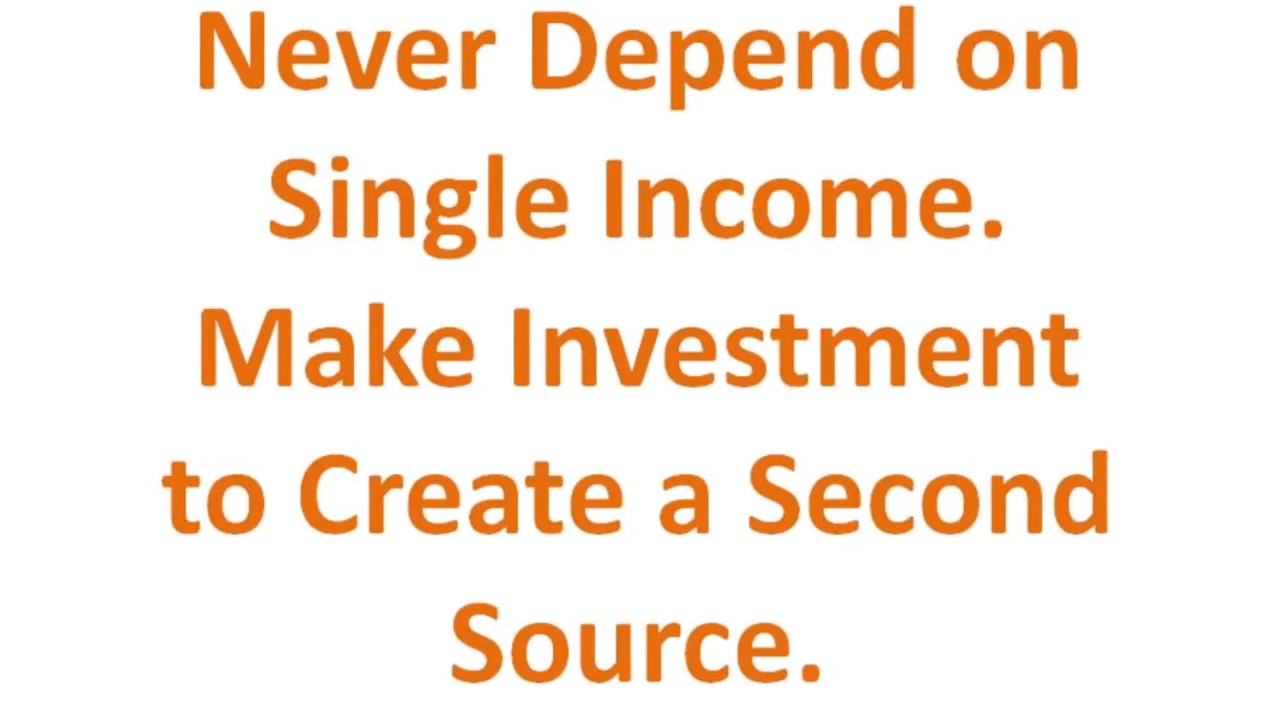 Never Depend on
Single Income.
Make Investment
to Create a Second
Source.